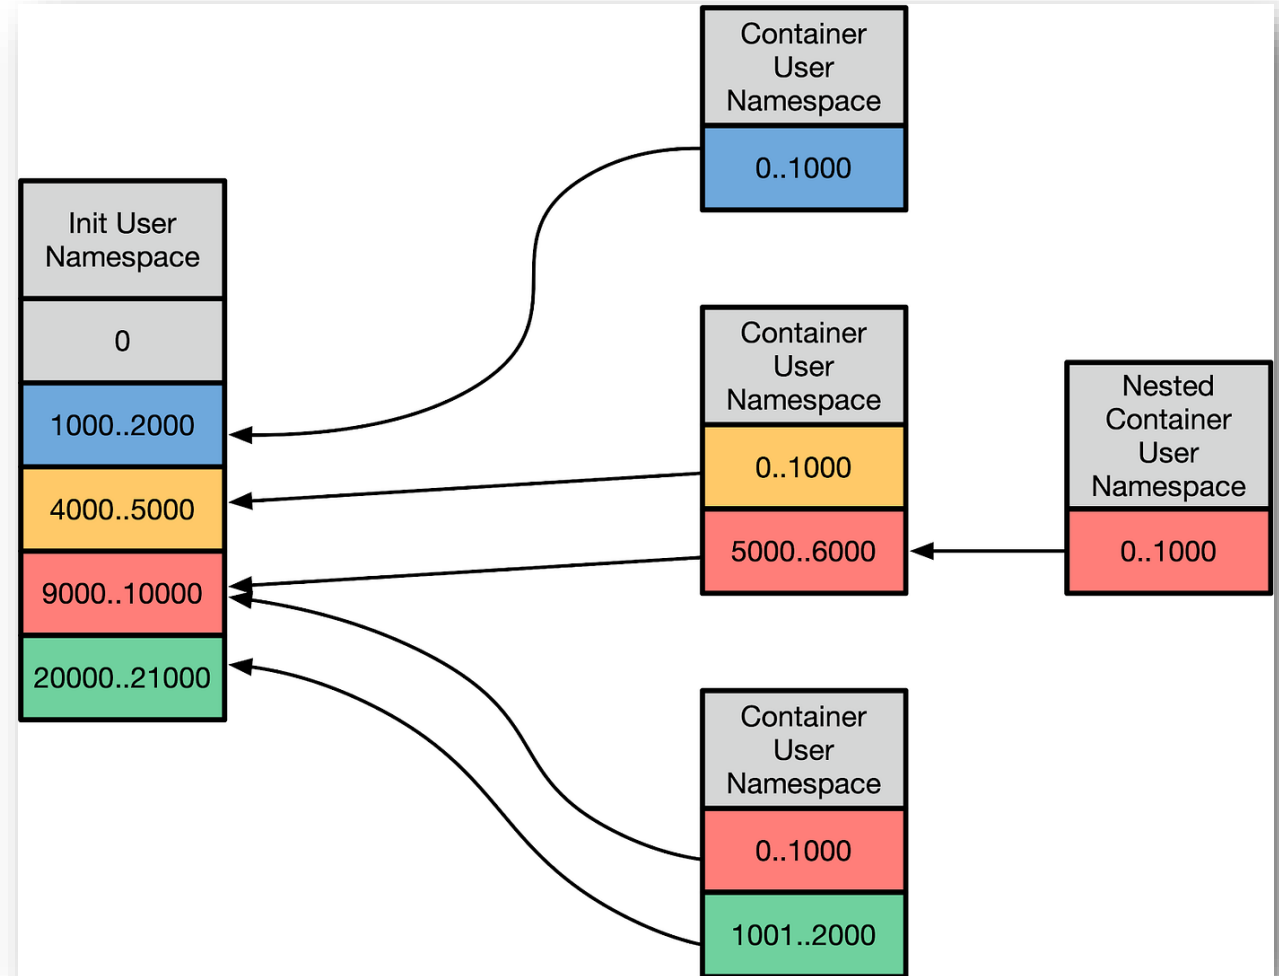 Init User
Namespace
0
1000..2000
4000..5000
9000..10000
20000..21000
Container
User
Namespace
0..1000
Container
User
Namespace
0..1000
5000..6000
Nested
Container
User
Namespace
0..1000
Container
User
Namespace
0..1000
1001..2000